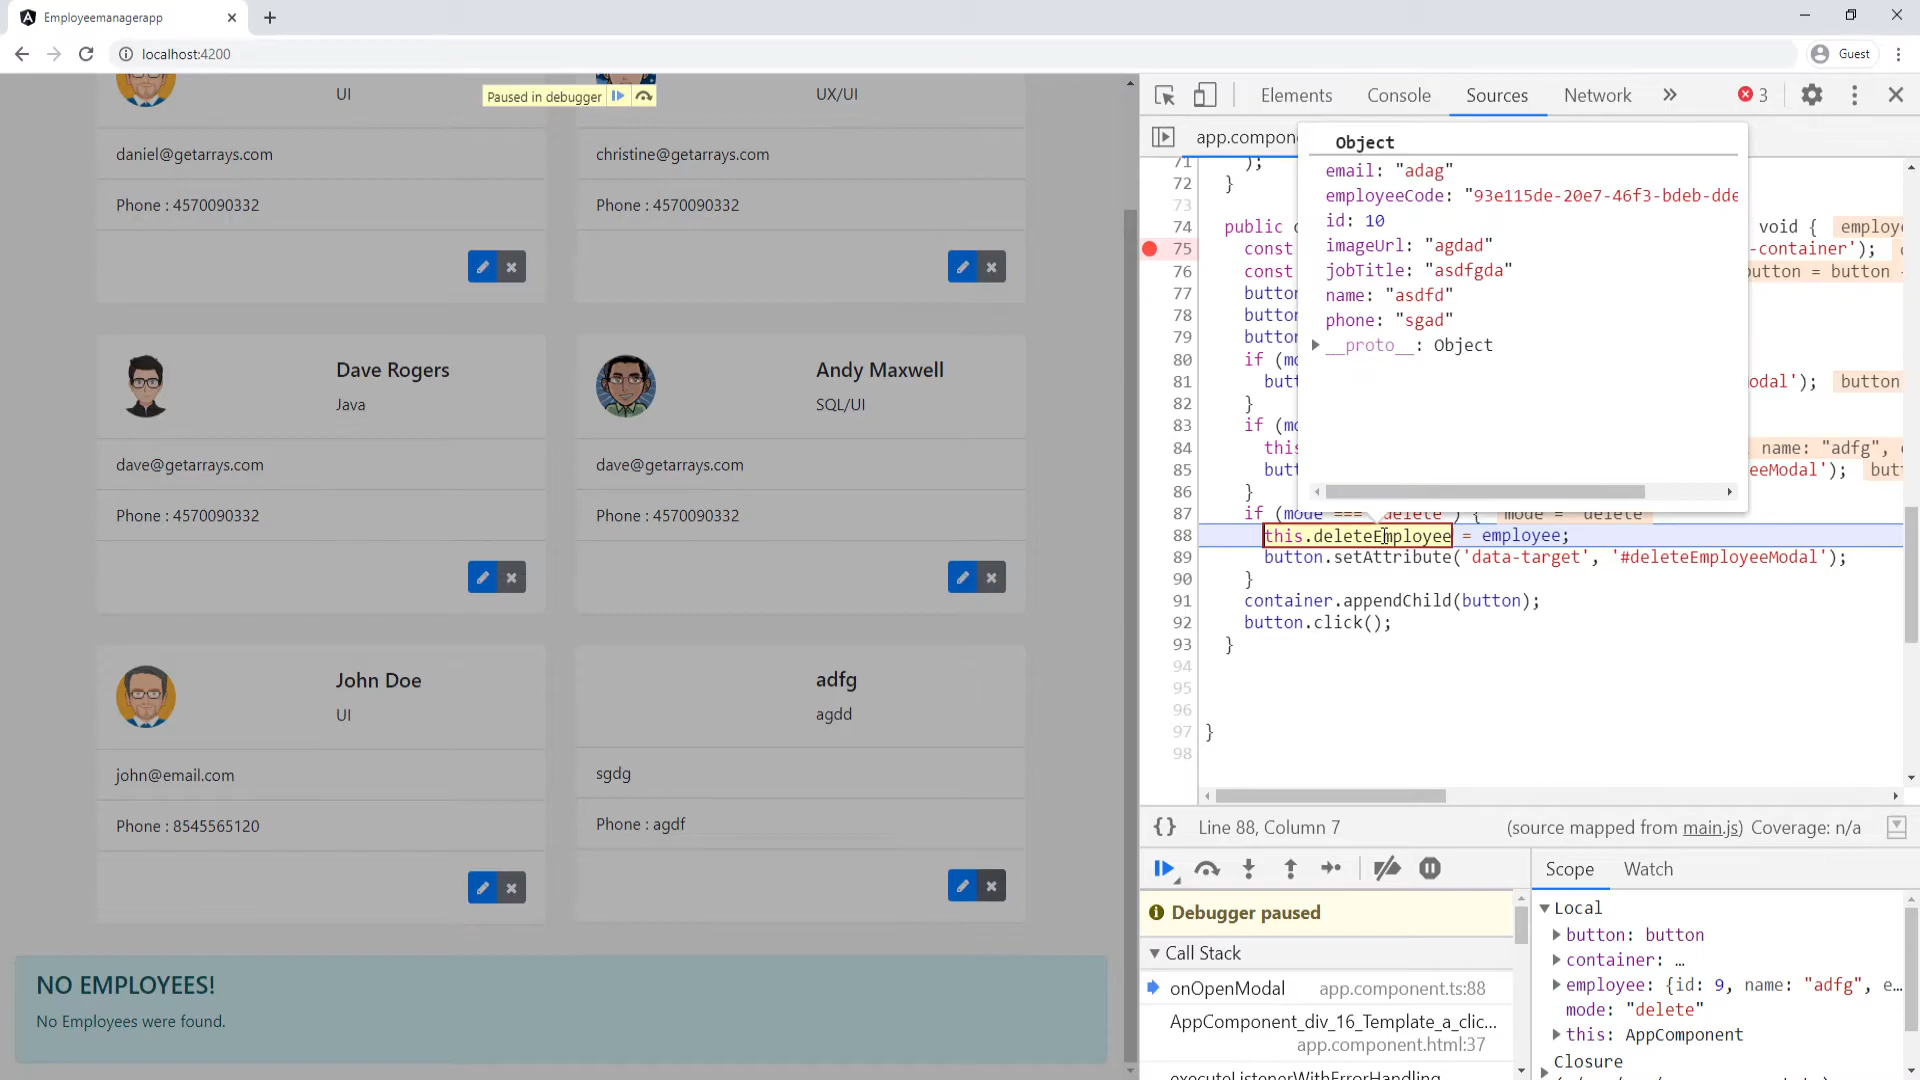 Employeemanagerapp
localhost:4200
Guest
Paused in debugger
UI
UX/UI
daniel@getarrays.com
christine@getarrays.com
Phone : 4570090332
Phone : 4570090332
Dave Rogers
Java
Andy Maxwell
SQL/UI
dave@getarrays.com
dave@getarrays.com
Phone : 4570090332
Phone : 4570090332
John Doe
UI
adfg
agdd
john@email.com
sgdg
Phone : 8545565120
Phone : agdf
NO EMPLOYEES!
No Employees were found.
Elements
Console
Sources
Network
3
app.compon
Object
email: "adag"
employeeCode: "93e115de-20e7-46f3-bdeb-dde
id: 10
imageUrl: "agdad"
jobTitle: "asdfgda"
name: "asdfd"
phone: "sgad"
__proto__: Object
71 );
72 }
73
74 public void { employe
75 const -container');
76 const button = button
77 button
78 button
79 button
80 if (mo
81 butt odal'); button
82 }
83 if (mo
84 this name: "adfg",
85 butt eeModal'); butt
86 }
87 if (mode === 'delete') { mode = "delete"
88 this.deleteEmployee = employee;
89 button.setAttribute('data-target', '#deleteEmployeeModal');
90 }
91 container.appendChild(button);
92 button.click();
93 }
94
95
96
97 }
98
{} Line 88, Column 7 (source mapped from main.js) Coverage: n/a
Scope
Watch
Debugger paused
Call Stack
onOpenModal app.component.ts:88
AppComponent_div_16_Template_a_clic...
app.component.html:37
executeListenerWithErrorHandling
Local
button: button
container: …
employee: {id: 9, name: "adfg", e…
mode: "delete"
this: AppComponent
Closure